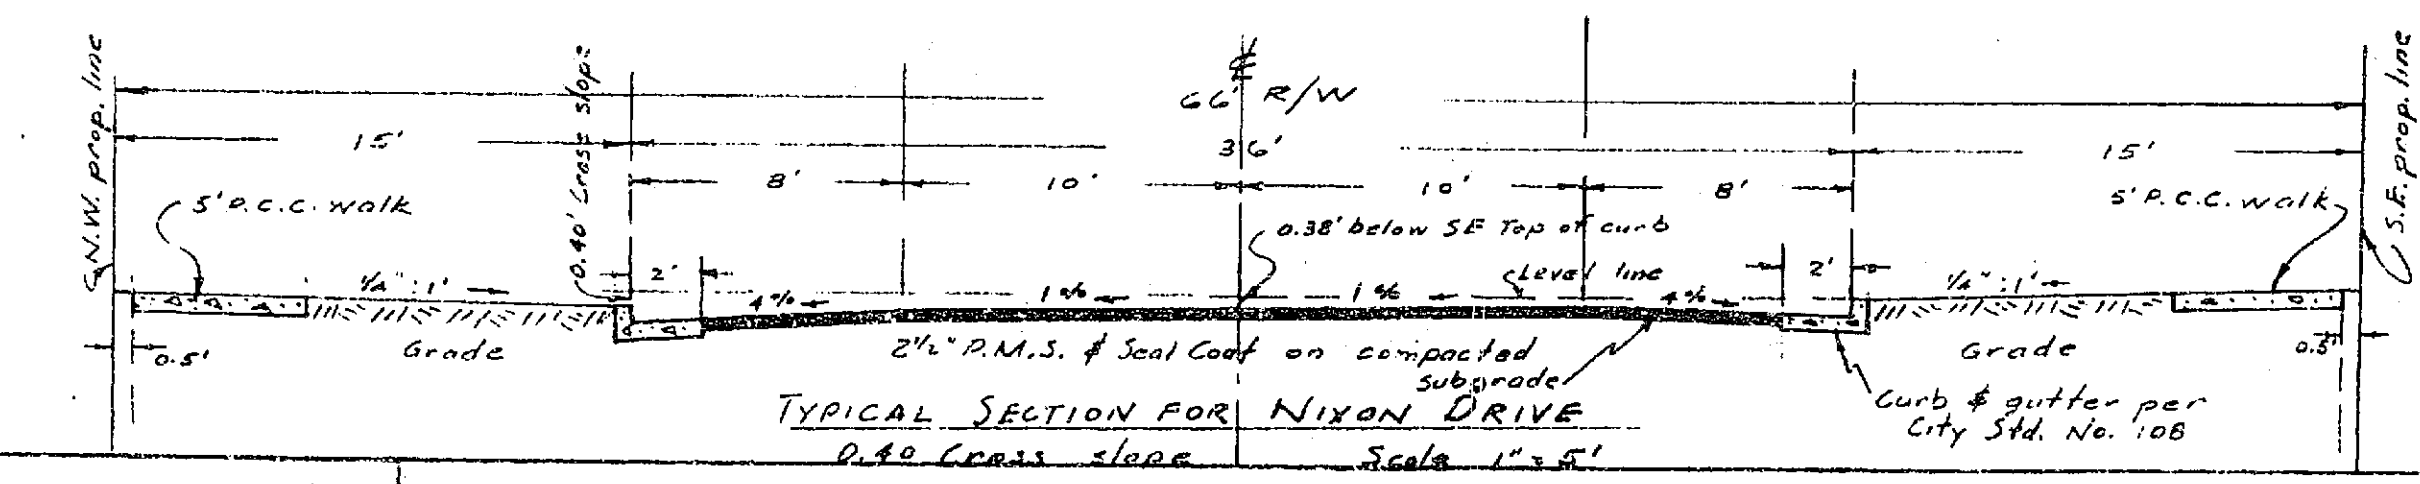 N.W. prop. line
S.E. prop. line
66' R/W
15'
36'
15'
8'
10'
10'
8'
0.40' Cross slope
5' P.C.C. walk
5' P.C.C. walk
0.38' below SE Top of curb
Level line
2'
2'
1/4" : 1'
4%
1%
1%
4%
1/4" : 1'
0.5'
Grade
2 1/2" P.M.S. & Seal Coat on compacted
subgrade
Grade
0.5'
Curb & gutter per
City Std. No. 108
TYPICAL SECTION FOR NIXON DRIVE
0.40 Cross slope
Scale 1" = 5'